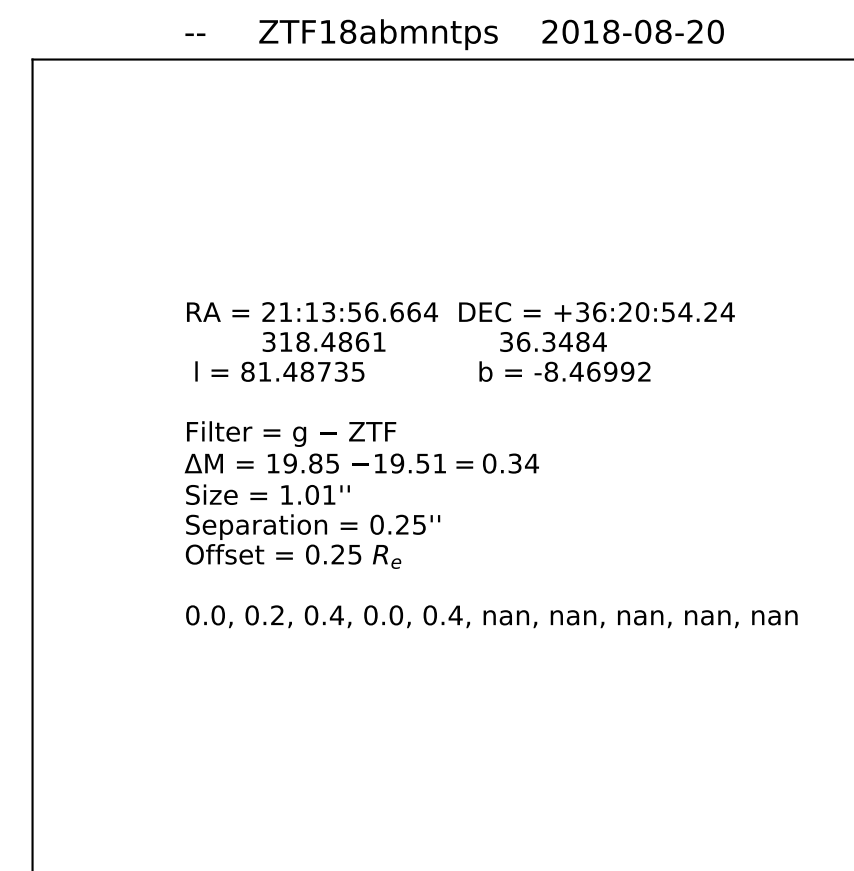 -- ZTF18abmntps 2018-08-20
RA = 21:13:56.664 DEC = +36:20:54.24
318.4861 36.3484
l = 81.48735 b = -8.46992
Filter = g − ZTF
ΔM = 19.85 −19.51 = 0.34
Size = 1.01''
Separation = 0.25''
Offset = 0.25 Rₑ
0.0, 0.2, 0.4, 0.0, 0.4, nan, nan, nan, nan, nan